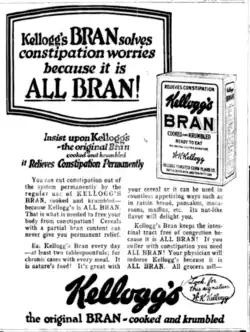 Kellogg's BRAN solves
constipation worries
because it is
ALL BRAN!
RELIEVES CONSTIPATION
Kellogg's
BRAN
COOKED AND KRUMBLED
READY TO EAT
W.K. Kellogg
Insist upon Kellogg's
-the original Bran
cooked and krumbled
it Relieves Constipation Permanently
You can cut constipation out of
the system permanently by the
regular use of KELLOGG'S
BRAN, cooked and krumbled—
because Kellogg's is ALL BRAN.
That is what is needed to free your
body from constipation! Cereals
with a partial bran content can
never give you permanent relief.
Eat Kellogg's Bran every day
—at least two tablespoonfuls; for
chronic cases with every meal. It
is nature's food! It's great with
your cereal or it can be used in
countless appetizing ways such as
in raisin bread, pancakes, macaroons, muffins, etc. Its nut-like
flavor will delight you.
Kellogg's Bran keeps the intestinal tract free of congestion because it is ALL BRAN! If you
suffer with constipation you need
ALL BRAN! Your physician will
indorse Kellogg's because it is
ALL BRAN. All grocers sell—
Kellogg's
Look for
this signature
W.K. Kellogg
the original BRAN - cooked and krumbled